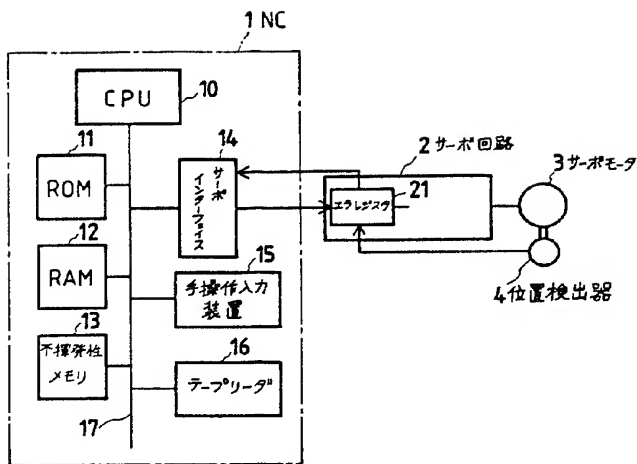 1 NC
CPU
10
11
ROM
14
サーボ
インターフェイス
2 サーボ回路
21
エラレジスタ
3 サーボモータ
12
RAM
15
手操作入力
装置
4 位置検出器
13
不揮発性
メモリ
16
テープリーダ
17